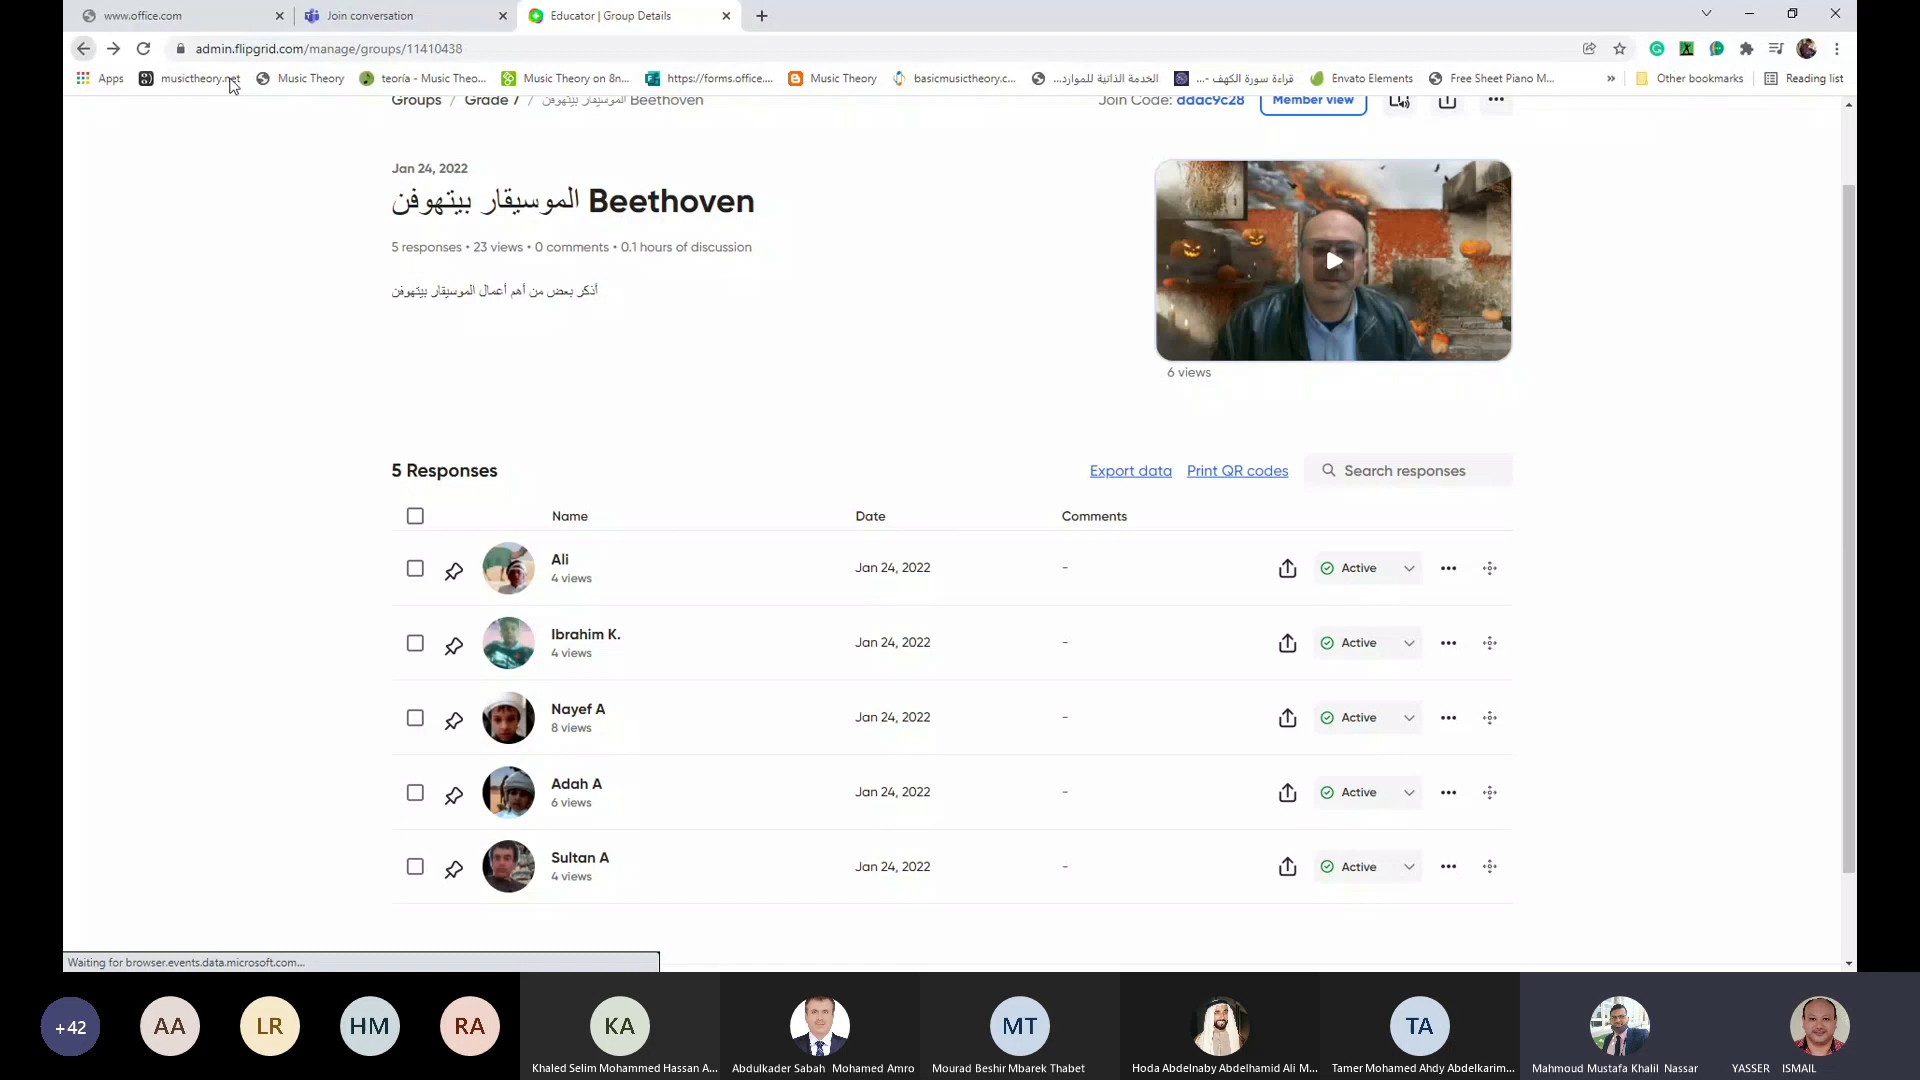 www.office.com
Join conversation
Educator | Group Details
admin.flipgrid.com/manage/groups/11410438
Apps
musictheory.net
Music Theory
teoría - Music Theo...
Music Theory on 8n...
https://forms.office....
Music Theory
basicmusictheory.c...
الخدمة الذاتية للموارد...
قراءة سورة الكهف -...
Envato Elements
Free Sheet Piano M...
»
Other bookmarks
Reading list
Groups / Grade 7 / الموسيقار بيتهوفن Beethoven
Join Code: ddac9c28
Member view
Jan 24, 2022
الموسيقار بيتهوفن Beethoven
5 responses • 23 views • 0 comments • 0.1 hours of discussion
أذكر بعض من أهم أعمال الموسيقار بيتهوفن
6 views
5 Responses
Export data
Print QR codes
Search responses
Name
Date
Comments
Ali
4 views
Jan 24, 2022
-
Active
Ibrahim K.
4 views
Jan 24, 2022
-
Active
Nayef A
8 views
Jan 24, 2022
-
Active
Adah A
6 views
Jan 24, 2022
-
Active
Sultan A
4 views
Jan 24, 2022
-
Active
Waiting for browser.events.data.microsoft.com...
+42
AA
LR
HM
RA
KA
MT
TA
Khaled Selim Mohammed Hassan A...
Abdulkader Sabah Mohamed Amro
Mourad Beshir Mbarek Thabet
Hoda Abdelnaby Abdelhamid Ali M...
Tamer Mohamed Ahdy Abdelkarim...
Mahmoud Mustafa Khalil Nassar
YASSER ISMAIL